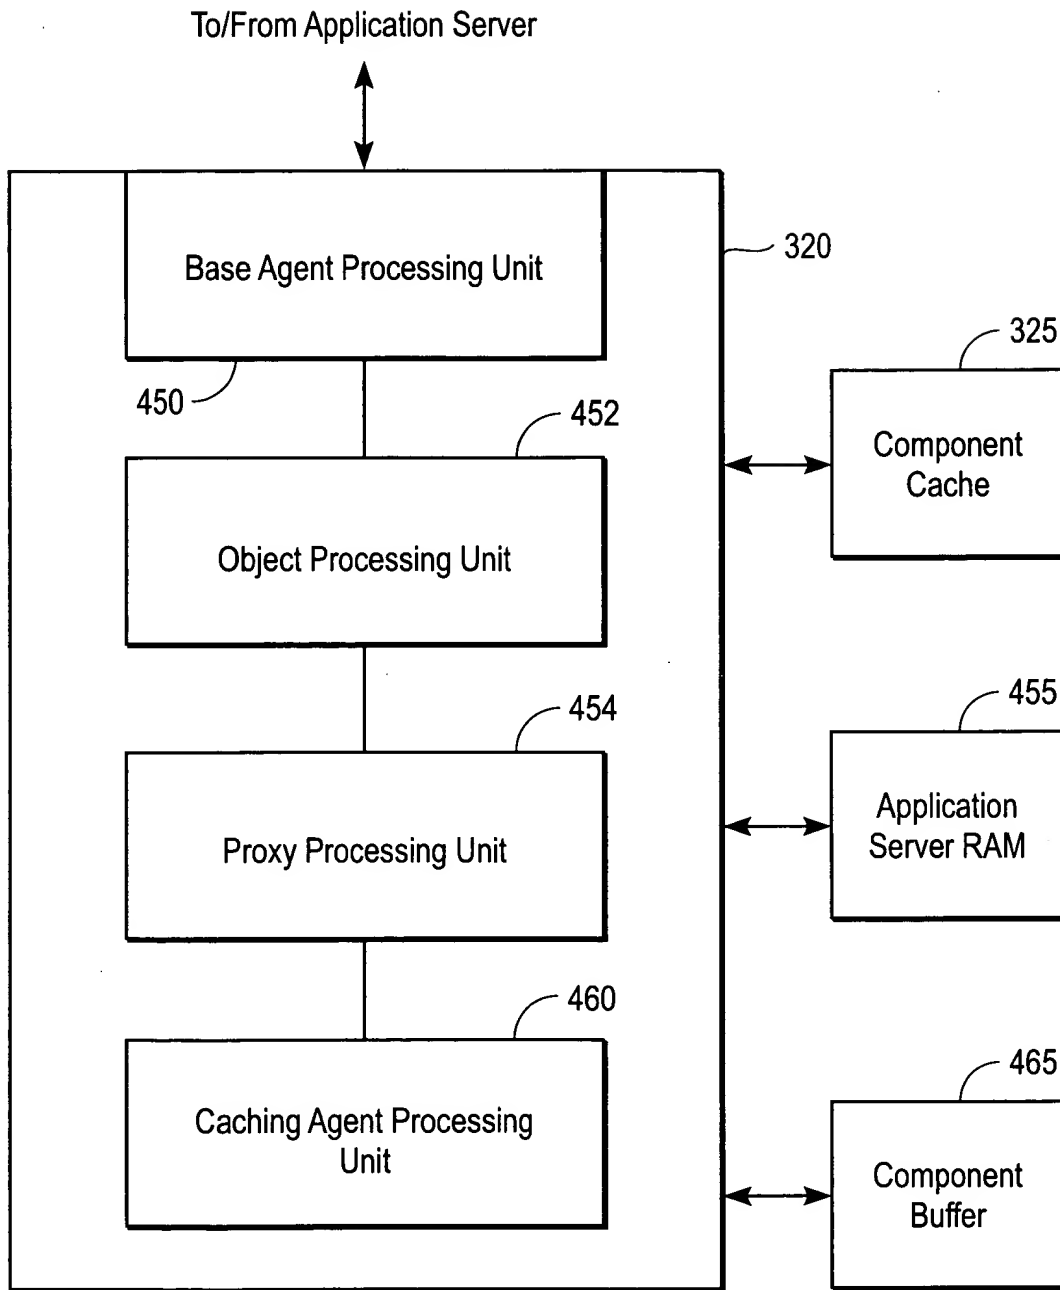 To/From Application Server
Base Agent Processing Unit
320
450
325
Component
Cache
452
Object Processing Unit
454
455
Proxy Processing Unit
Application
Server RAM
460
Caching Agent Processing
Unit
465
Component
Buffer